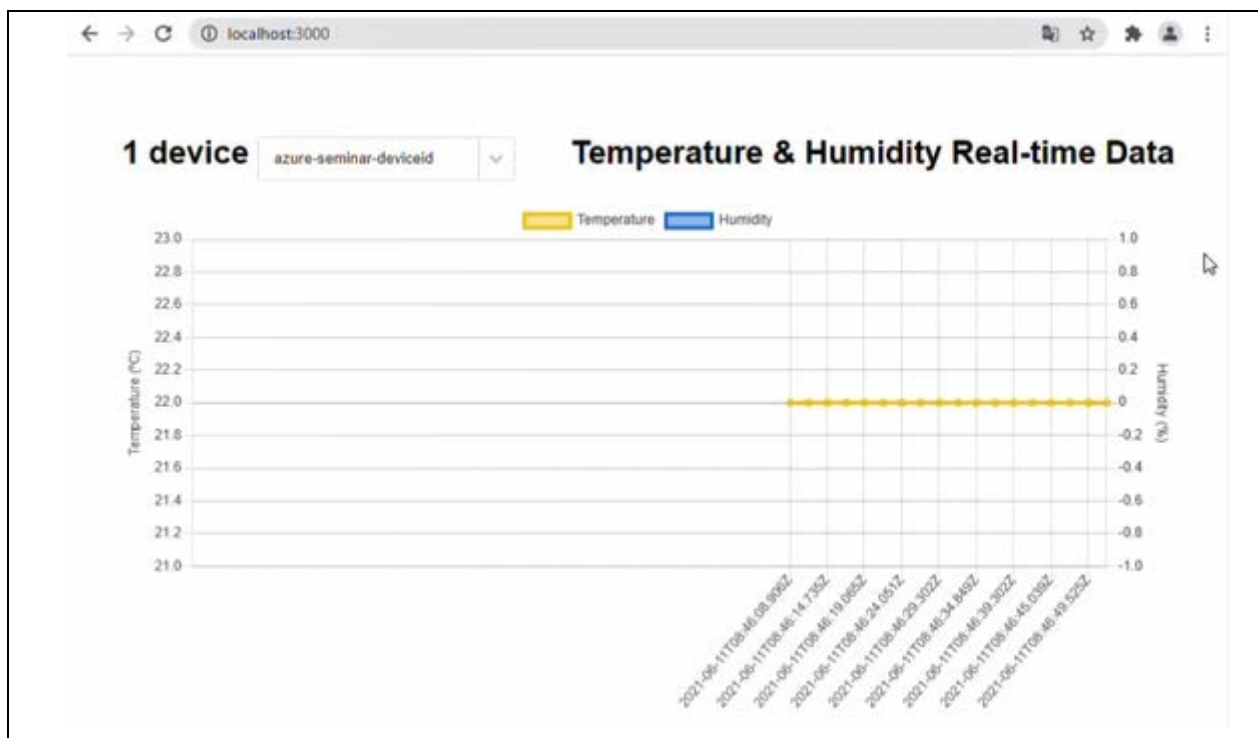 localhost:3000
1 device
azure-seminar-deviceid
Temperature & Humidity Real-time Data
Temperature
Humidity
23.0
22.8
22.6
22.4
22.2
22.0
21.8
21.6
21.4
21.2
21.0
Temperature (°C)
1.0
0.8
0.6
0.4
0.2
0
-0.2
-0.4
-0.6
-0.8
-1.0
Humidity (%)
2021-06-11T08:46:08.906Z
2021-06-11T08:46:14.735Z
2021-06-11T08:46:19.065Z
2021-06-11T08:46:24.051Z
2021-06-11T08:46:29.302Z
2021-06-11T08:46:34.849Z
2021-06-11T08:46:39.302Z
2021-06-11T08:46:45.039Z
2021-06-11T08:46:49.525Z